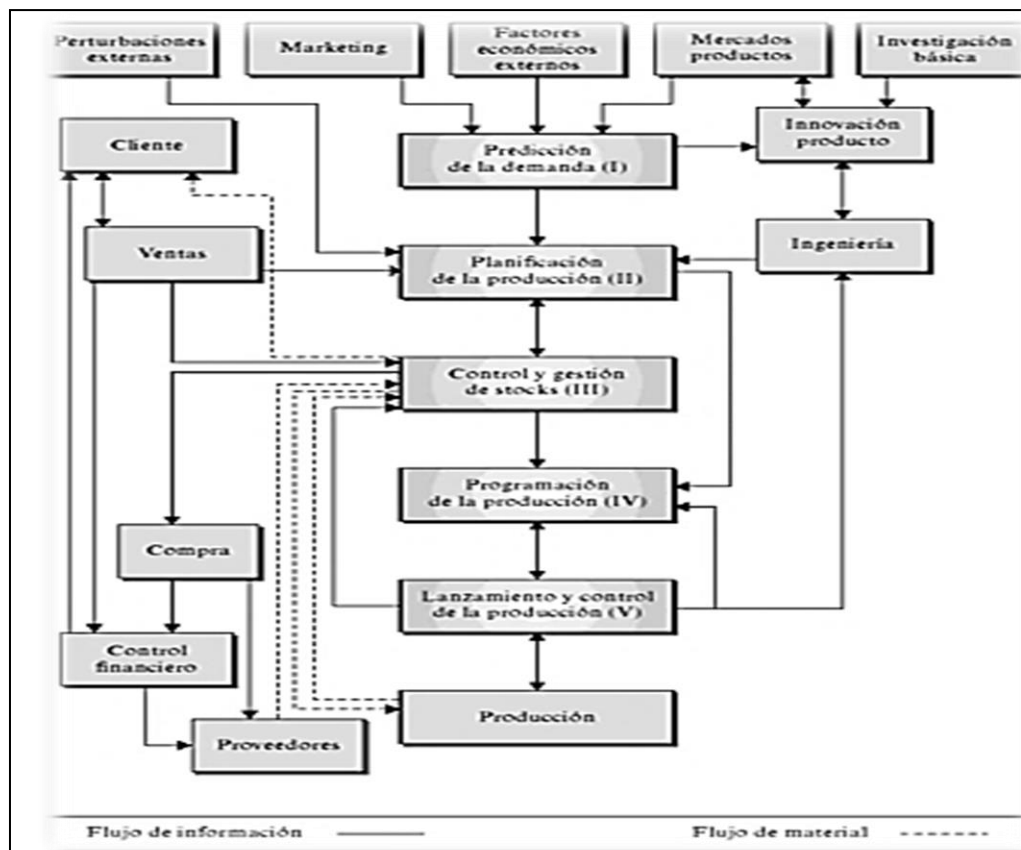 Perturbaciones
externas
Marketing
Factores
económicos
externos
Mercados
productos
Investigación
básica
Cliente
Predicción
de la demanda (I)
Innovación
producto
Ventas
Planificación
de la producción (II)
Ingeniería
Control y gestión
de stocks (III)
Programación
de la producción (IV)
Compra
Lanzamiento y control
de la producción (V)
Control
financiero
Producción
Proveedores
Flujo de información
Flujo de material